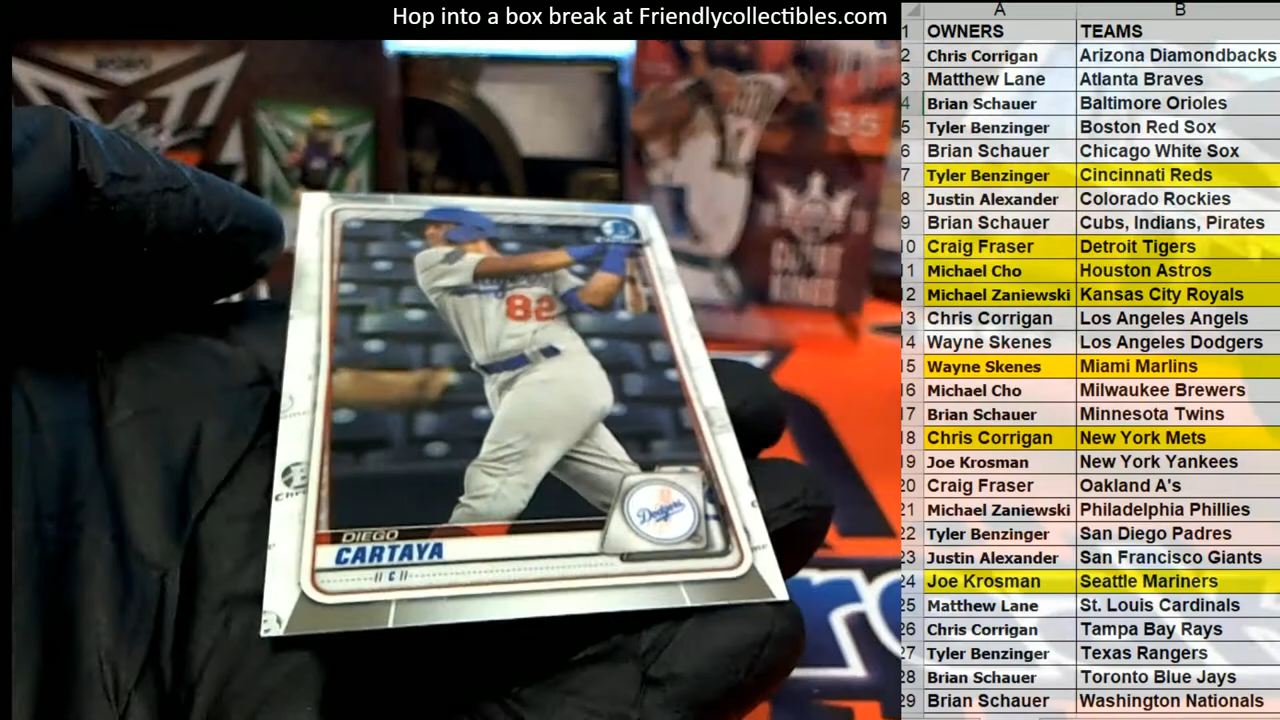 Hop into a box break at Friendlycollectibles.com
A B
1 OWNERS TEAMS
2 Chris Corrigan Arizona Diamondbacks
3 Matthew Lane Atlanta Braves
4 Brian Schauer Baltimore Orioles
5 Tyler Benzinger Boston Red Sox
6 Brian Schauer Chicago White Sox
7 Tyler Benzinger Cincinnati Reds
8 Justin Alexander Colorado Rockies
9 Brian Schauer Cubs, Indians, Pirates
10 Craig Fraser Detroit Tigers
11 Michael Cho Houston Astros
12 Michael Zaniewski Kansas City Royals
13 Chris Corrigan Los Angeles Angels
14 Wayne Skenes Los Angeles Dodgers
15 Wayne Skenes Miami Marlins
16 Michael Cho Milwaukee Brewers
17 Brian Schauer Minnesota Twins
18 Chris Corrigan New York Mets
19 Joe Krosman New York Yankees
20 Craig Fraser Oakland A's
21 Michael Zaniewski Philadelphia Phillies
22 Tyler Benzinger San Diego Padres
23 Justin Alexander San Francisco Giants
24 Joe Krosman Seattle Mariners
25 Matthew Lane St. Louis Cardinals
26 Chris Corrigan Tampa Bay Rays
27 Tyler Benzinger Texas Rangers
28 Brian Schauer Toronto Blue Jays
29 Brian Schauer Washington Nationals
82
Dodgers
DIEGO
CARTAYA
C
35